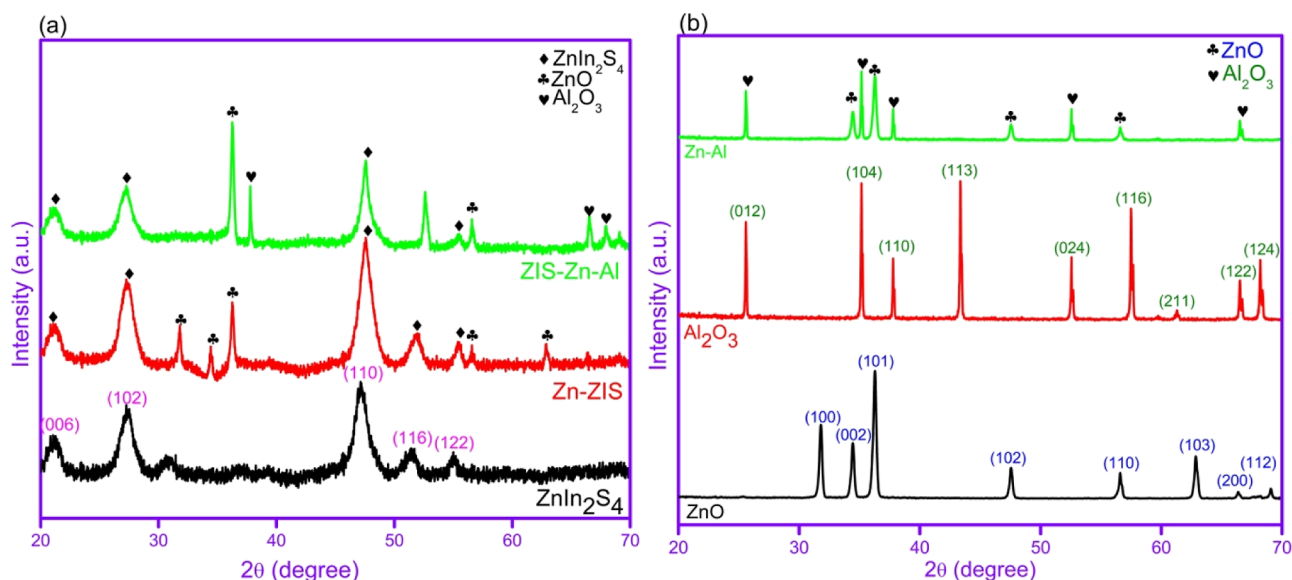 (a)
♦ ZnIn2S4
♣ ZnO
♥ Al2O3
ZIS-Zn-Al
Zn-ZIS
(006)
(102)
(110)
(116)
(122)
ZnIn2S4
Intensity (a.u.)
20 30 40 50 60 70
2θ (degree)
(b)
♣ ZnO
♥ Al2O3
Zn-Al
(012)
(104)
(110)
(113)
(024)
(116)
(211)
(122)
(124)
Al2O3
(100)
(002)
(101)
(102)
(110)
(103)
(200)
(112)
ZnO
Intensity (a.u.)
20 30 40 50 60 70
2θ (degree)